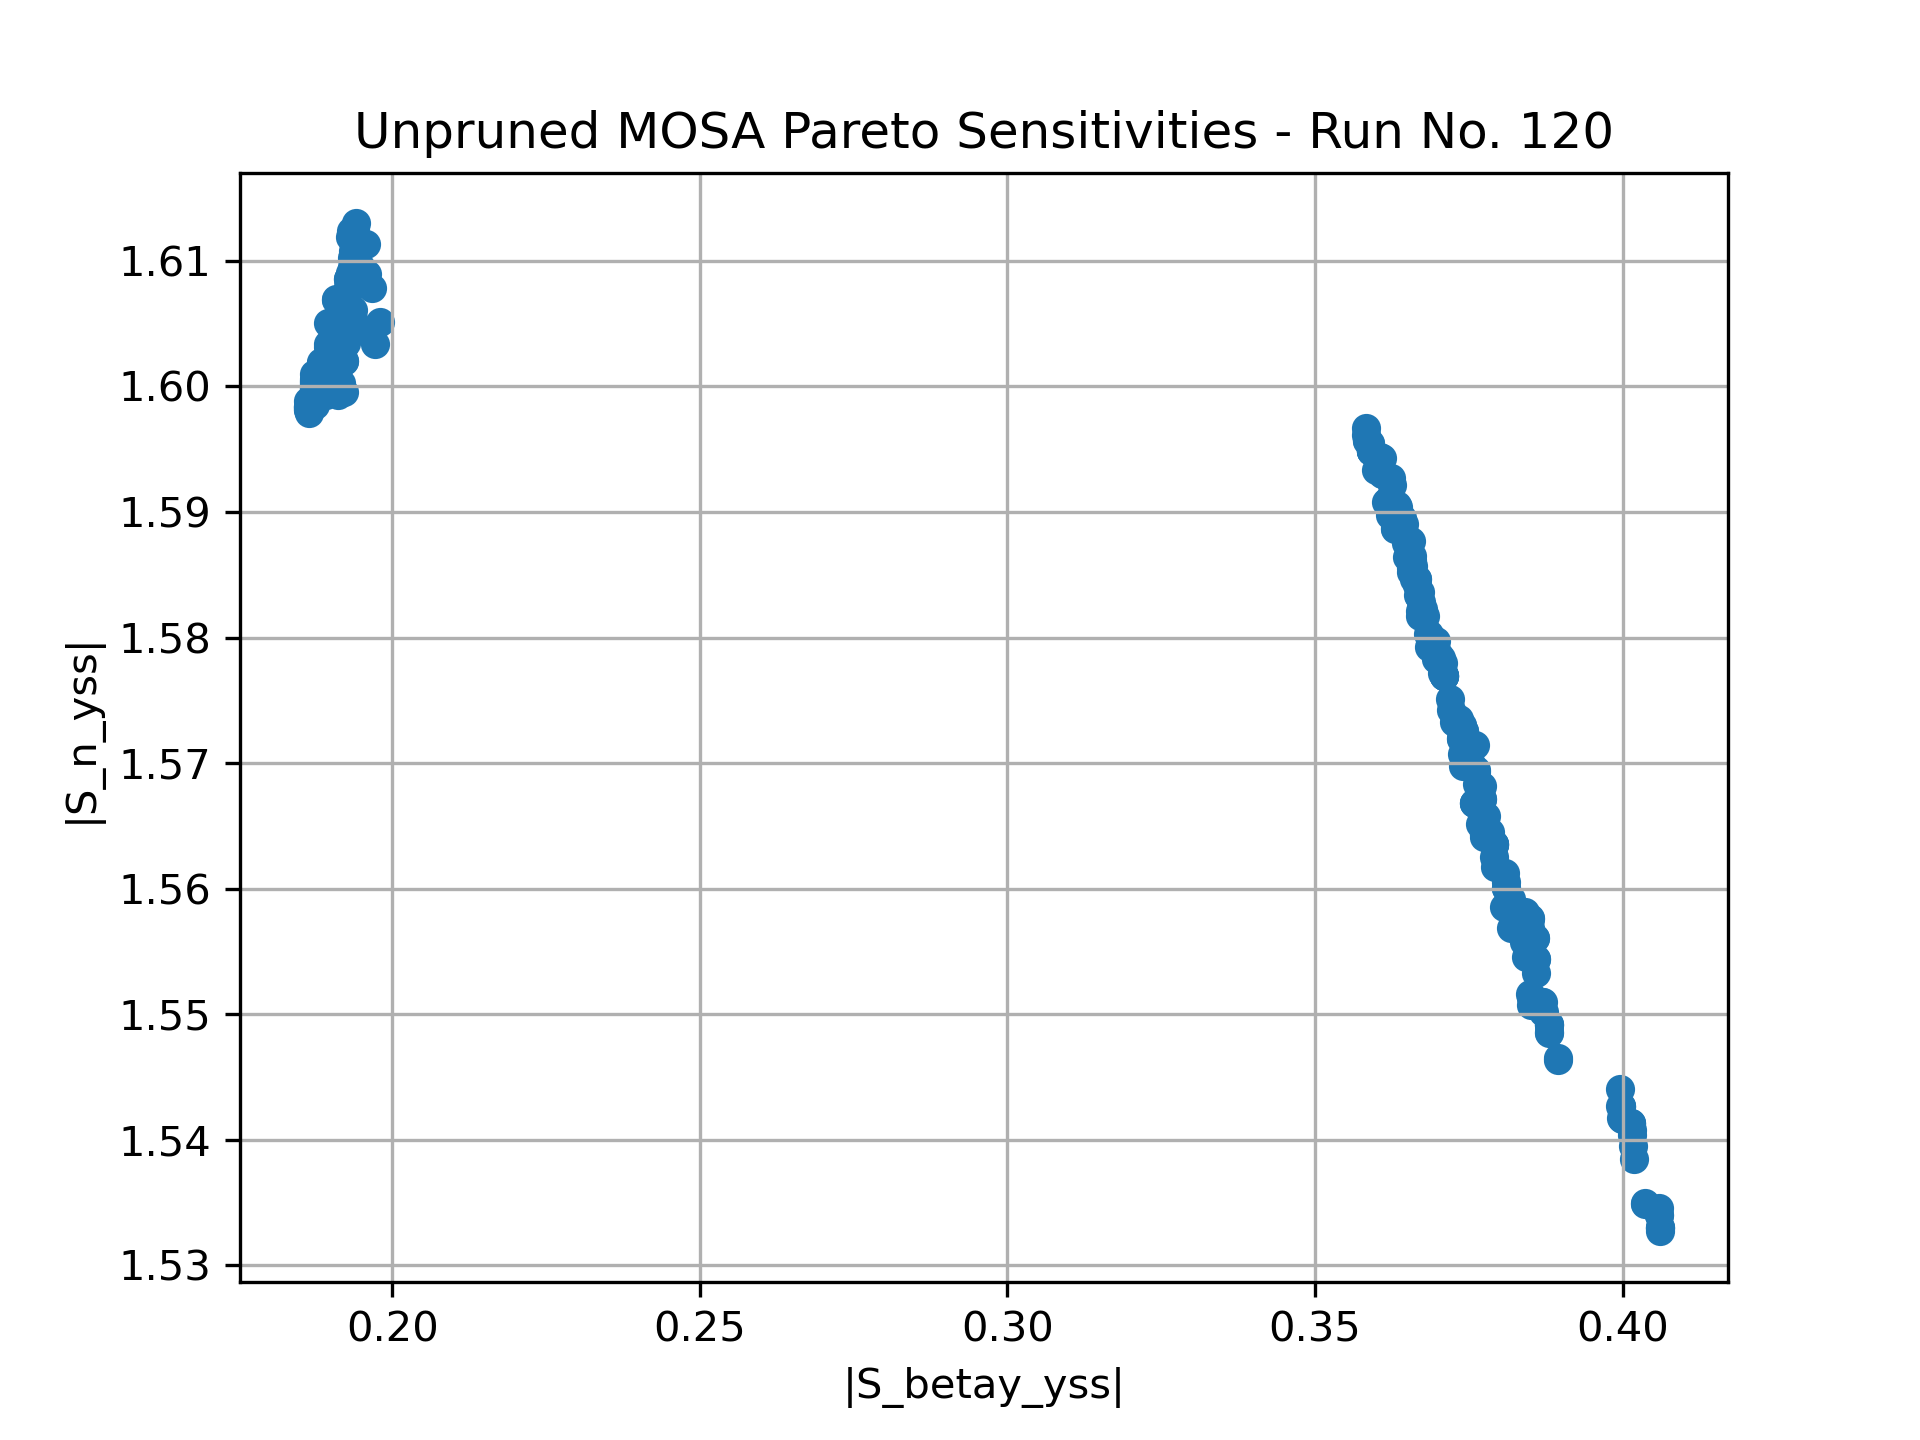 Unpruned MOSA Pareto Sensitivities - Run No. 120
1.61
1.60
1.59
1.58
1.57
1.56
1.55
1.54
1.53
|S_n_yss|
0.20 0.25 0.30 0.35 0.40
|S_betay_yss|